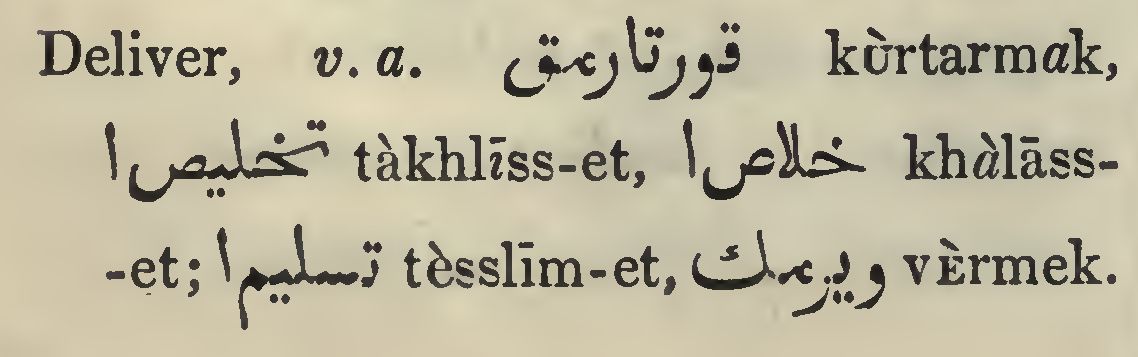 Deliver, v. a. قورتارمق kùrtarmak,
تخليص ا tàkhlīss-et, خلاص ا khàlāss-
-et; تسليم ا tèsslīm-et, ويرمك vÈrmek.